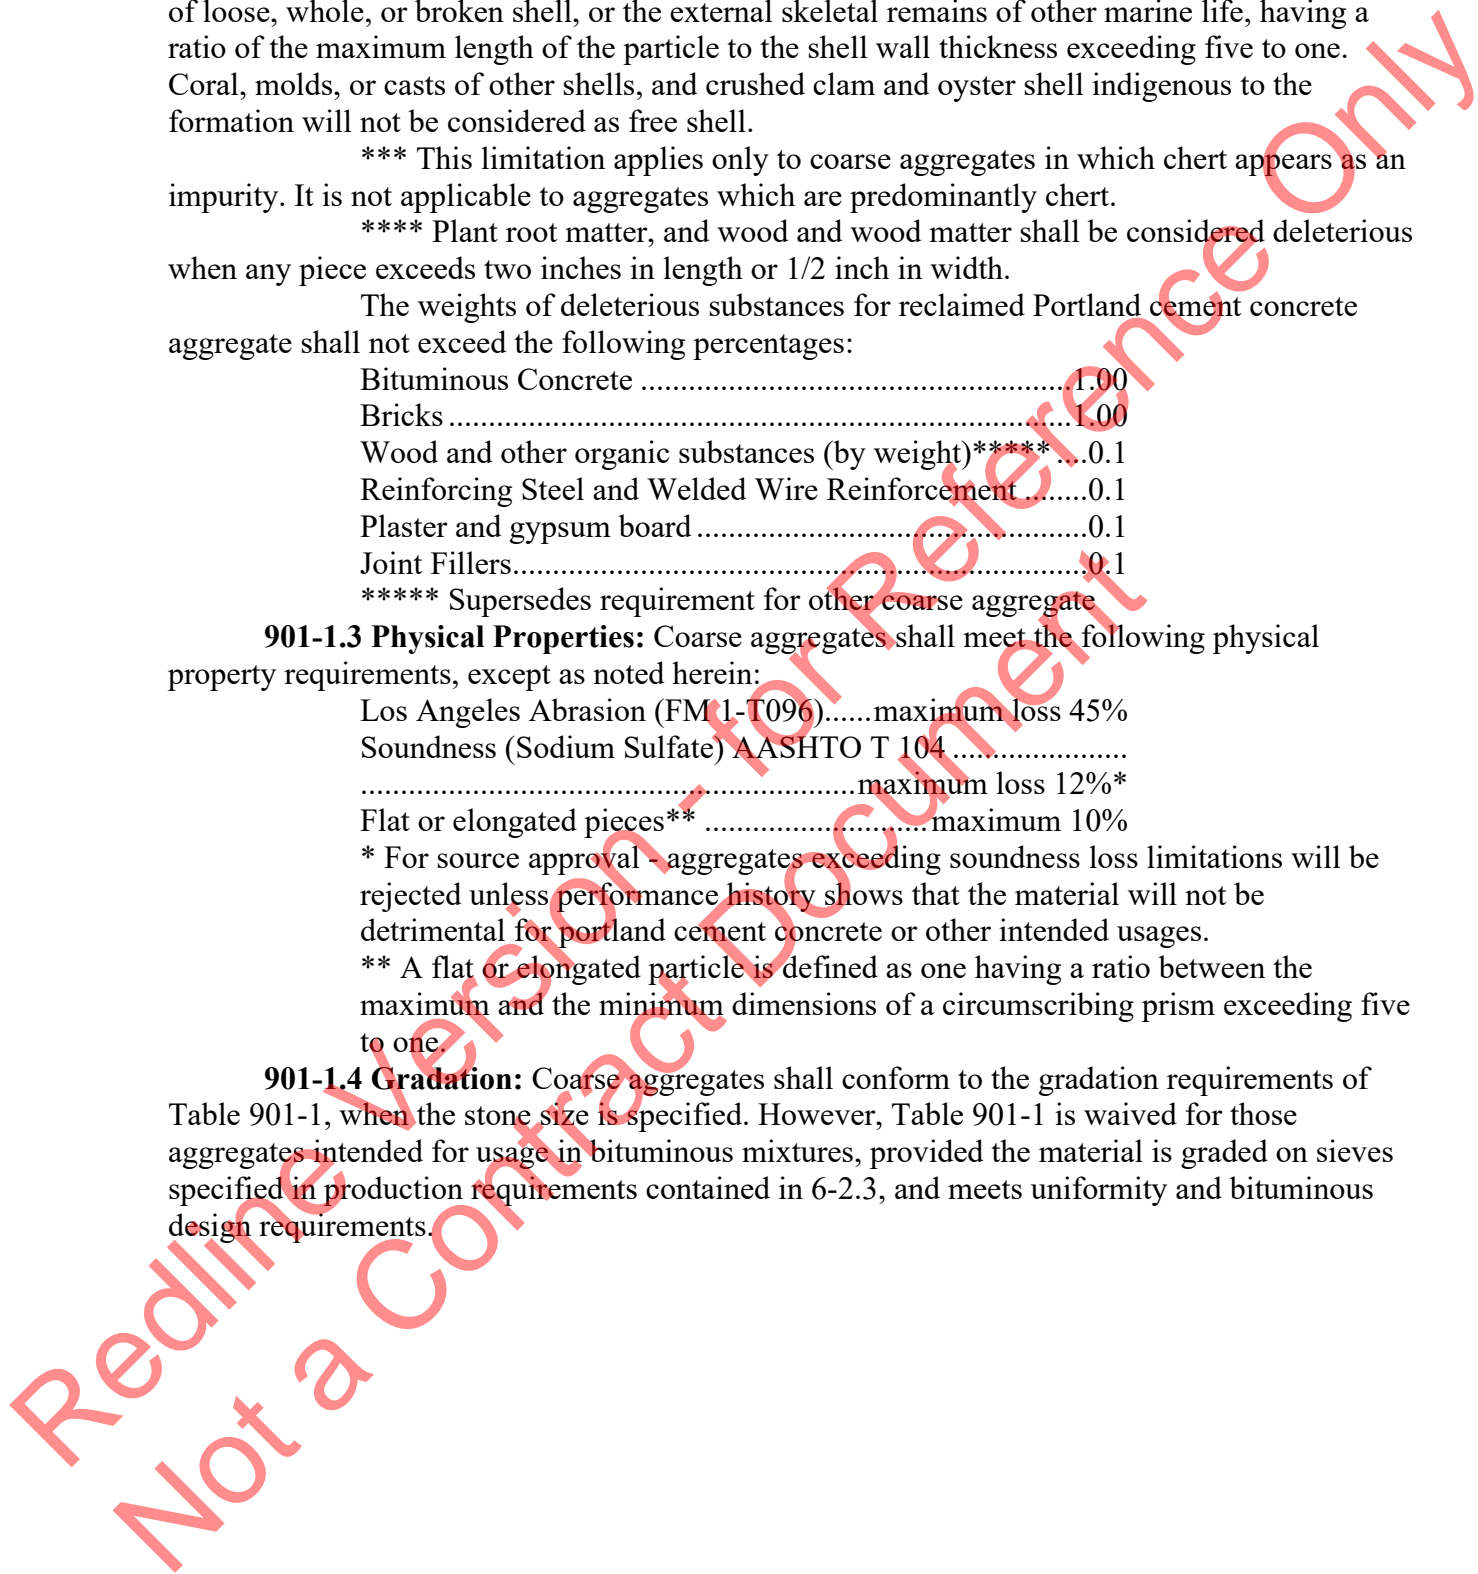 of loose, whole, or broken shell, or the external skeletal remains of other marine life, having a
ratio of the maximum length of the particle to the shell wall thickness exceeding five to one.
Coral, molds, or casts of other shells, and crushed clam and oyster shell indigenous to the
formation will not be considered as free shell.
*** This limitation applies only to coarse aggregates in which chert appears as an
impurity. It is not applicable to aggregates which are predominantly chert.
**** Plant root matter, and wood and wood matter shall be considered deleterious
when any piece exceeds two inches in length or 1/2 inch in width.
The weights of deleterious substances for reclaimed Portland cement concrete
aggregate shall not exceed the following percentages:
Bituminous Concrete ......................................................1.00
Bricks ..............................................................................1.00
Wood and other organic substances (by weight)***** ....0.1
Reinforcing Steel and Welded Wire Reinforcement ........0.1
Plaster and gypsum board .................................................0.1
Joint Fillers........................................................................0.1
***** Supersedes requirement for other coarse aggregate
901-1.3 Physical Properties: Coarse aggregates shall meet the following physical
property requirements, except as noted herein:
Los Angeles Abrasion (FM 1-T096)......maximum loss 45%
Soundness (Sodium Sulfate) AASHTO T 104 ......................
..............................................................maximum loss 12%*
Flat or elongated pieces** ............................maximum 10%
* For source approval - aggregates exceeding soundness loss limitations will be
rejected unless performance history shows that the material will not be
detrimental for portland cement concrete or other intended usages.
** A flat or elongated particle is defined as one having a ratio between the
maximum and the minimum dimensions of a circumscribing prism exceeding five
to one.
901-1.4 Gradation: Coarse aggregates shall conform to the gradation requirements of
Table 901-1, when the stone size is specified. However, Table 901-1 is waived for those
aggregates intended for usage in bituminous mixtures, provided the material is graded on sieves
specified in production requirements contained in 6-2.3, and meets uniformity and bituminous
design requirements.
Redline Version - for Reference Only
Not a Contract Document